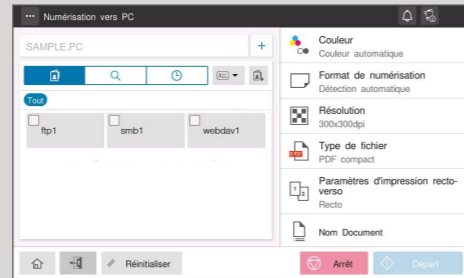 Numérisation vers PC
SAMPLE.PC
+
ALL
Tout
ftp1
smb1
webdav1
Couleur
Couleur automatique
Format de numérisation
Détection automatique
Résolution
300x300dpi
Type de fichier
PDF compact
Paramètres d'impression recto-
verso
Recto
Nom Document
Réinitialiser
Arrêt
Départ